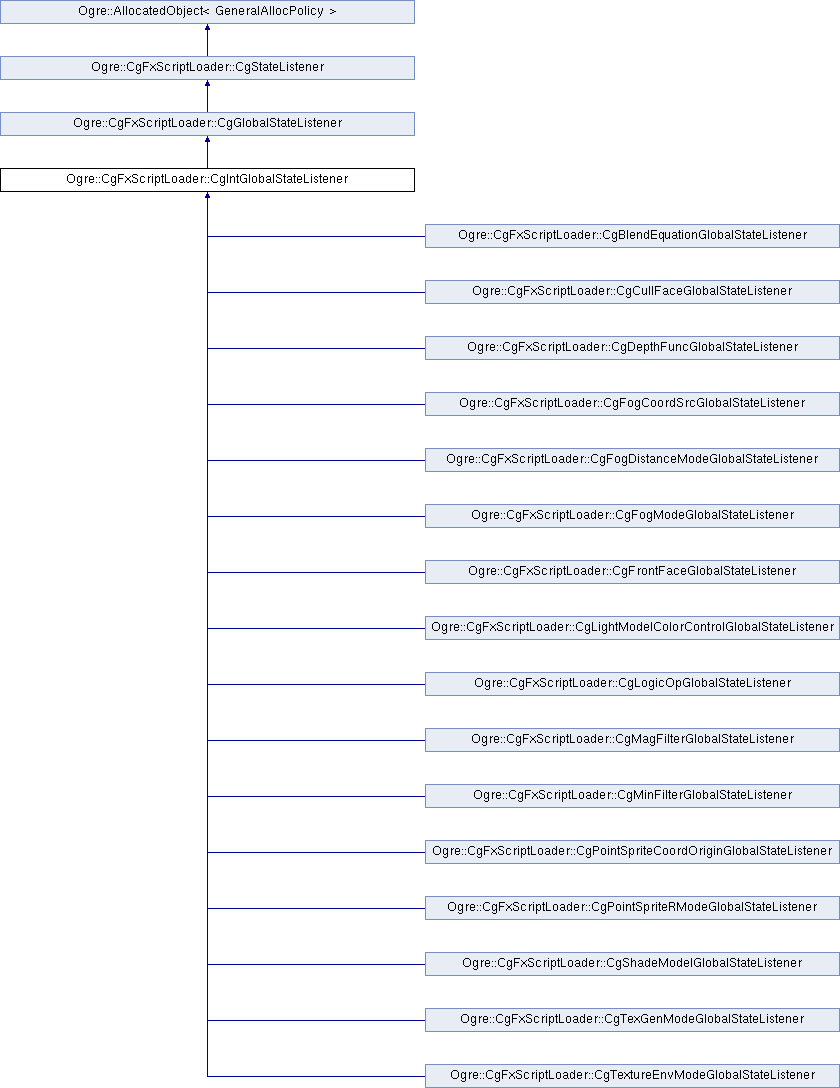 Ogre::AllocatedObject< GeneralAllocPolicy >
Ogre::CgFxScriptLoader::CgStateListener
Ogre::CgFxScriptLoader::CgGlobalStateListener
Ogre::CgFxScriptLoader::CgIntGlobalStateListener
Ogre::CgFxScriptLoader::CgBlendEquationGlobalStateListener
Ogre::CgFxScriptLoader::CgCullFaceGlobalStateListener
Ogre::CgFxScriptLoader::CgDepthFuncGlobalStateListener
Ogre::CgFxScriptLoader::CgFogCoordSrcGlobalStateListener
Ogre::CgFxScriptLoader::CgFogDistanceModeGlobalStateListener
Ogre::CgFxScriptLoader::CgFogModeGlobalStateListener
Ogre::CgFxScriptLoader::CgFrontFaceGlobalStateListener
Ogre::CgFxScriptLoader::CgLightModelColorControlGlobalStateListener
Ogre::CgFxScriptLoader::CgLogicOpGlobalStateListener
Ogre::CgFxScriptLoader::CgMagFilterGlobalStateListener
Ogre::CgFxScriptLoader::CgMinFilterGlobalStateListener
Ogre::CgFxScriptLoader::CgPointSpriteCoordOriginGlobalStateListener
Ogre::CgFxScriptLoader::CgPointSpriteRModeGlobalStateListener
Ogre::CgFxScriptLoader::CgShadeModelGlobalStateListener
Ogre::CgFxScriptLoader::CgTexGenModeGlobalStateListener
Ogre::CgFxScriptLoader::CgTextureEnvModeGlobalStateListener